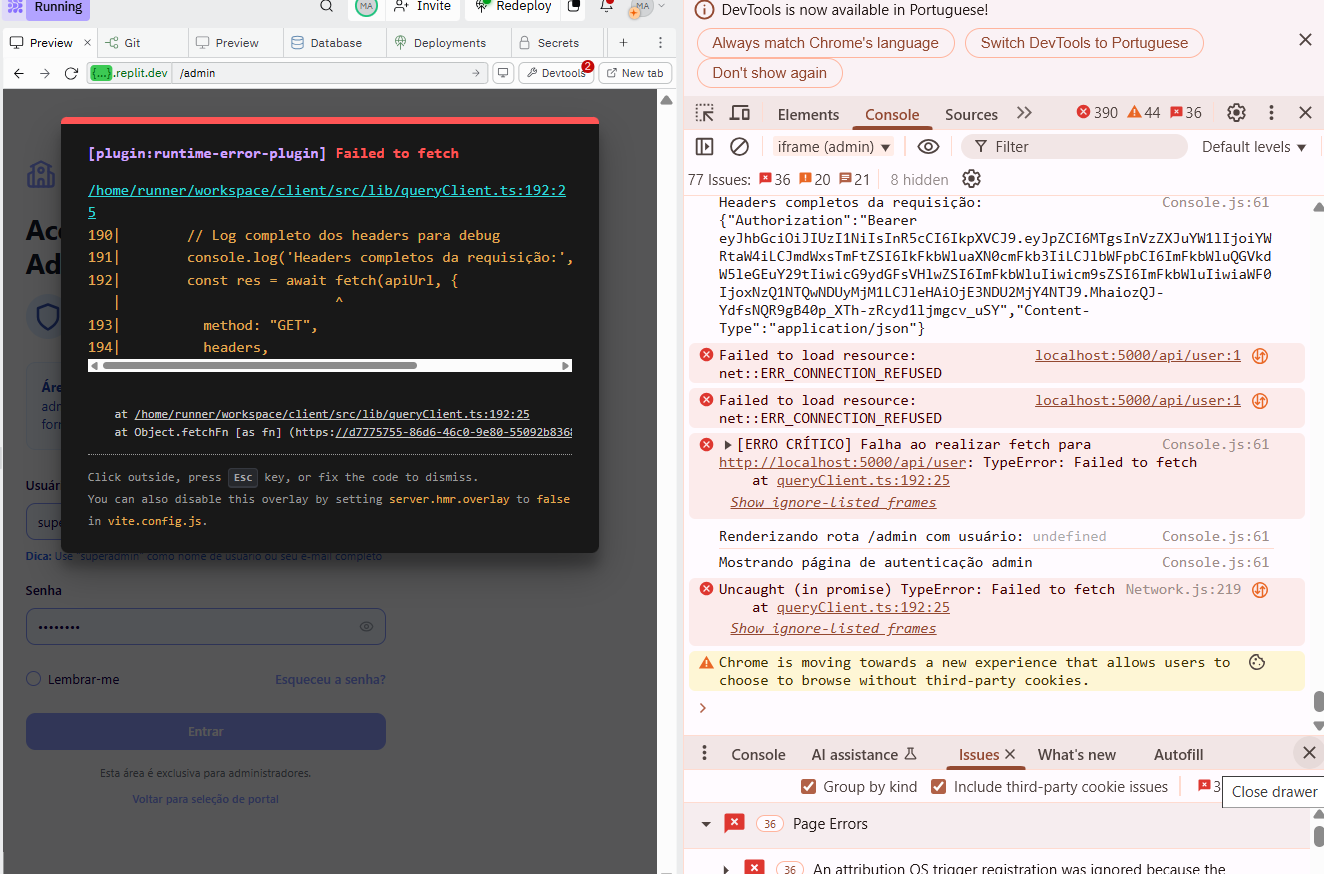 Running
MA
Invite
Redeploy
MA
Preview
Git
Preview
Database
Deployments
Secrets
{...}.replit.dev
/admin
Devtools
2
New tab
[plugin:runtime-error-plugin] Failed to fetch
/home/runner/workspace/client/src/lib/queryClient.ts:192:2
5
190| // Log completo dos headers para debug
191| console.log('Headers completos da requisição:',
192| const res = await fetch(apiUrl, {
| ^
193| method: "GET",
194| headers,
at /home/runner/workspace/client/src/lib/queryClient.ts:192:25
at Object.fetchFn [as fn] (https://d7775755-86d6-46c0-9e80-55092b8368
Click outside, press Esc key, or fix the code to dismiss.
You can also disable this overlay by setting server.hmr.overlay to false
in vite.config.js.
Ace
Ad
Áre
adr
forr
Usuár
supe
Dica: Use "superadmin" como nome de usuário ou seu e-mail completo
Senha
••••••••
Lembrar-me
Esqueceu a senha?
Entrar
Esta área é exclusiva para administradores.
Voltar para seleção de portal
DevTools is now available in Portuguese!
Always match Chrome's language
Switch DevTools to Portuguese
Don't show again
Elements
Console
Sources
390
44
36
iframe (admin)
Filter
Default levels
77 Issues:
36
20
21
8 hidden
Headers completos da requisição:
Console.js:61
{"Authorization":"Bearer
eyJhbGciOiJIUzI1NiIsInR5cCI6IkpXVCJ9.eyJpZCI6MTgsInVzZXJuYW1lIjoiYW
RtaW4iLCJmdWxsTmFtZSI6ImFkbWluaXN0cmFkb3IiLCJlbWFpbCI6ImFkbWluQGVkd
W5leGEuY29tIiwicG9ydGFsVHlwZSI6ImFkbWluIiwicm9sZSI6ImFkbWluIiwiaWF0
IjoxNzQ1NTQwNDUyMjM1LCJleHAiOjE3NDU2MjY4NTJ9.MhaiozQJ-
YdfsNQR9gB40p_XTh-zRcyd1ljmgcv_uSY","Content-
Type":"application/json"}
Failed to load resource:
localhost:5000/api/user:1
net::ERR_CONNECTION_REFUSED
Failed to load resource:
localhost:5000/api/user:1
net::ERR_CONNECTION_REFUSED
[ERRO CRÍTICO] Falha ao realizar fetch para
Console.js:61
http://localhost:5000/api/user: TypeError: Failed to fetch
at queryClient.ts:192:25
Show ignore-listed frames
Renderizando rota /admin com usuário: undefined
Console.js:61
Mostrando página de autenticação admin
Console.js:61
Uncaught (in promise) TypeError: Failed to fetch
Network.js:219
at queryClient.ts:192:25
Show ignore-listed frames
Chrome is moving towards a new experience that allows users to
choose to browse without third-party cookies.
Console
AI assistance
Issues
What's new
Autofill
Group by kind
Include third-party cookie issues
3
Close drawer
36
Page Errors
36
An attribution OS trigger registration was ignored because the